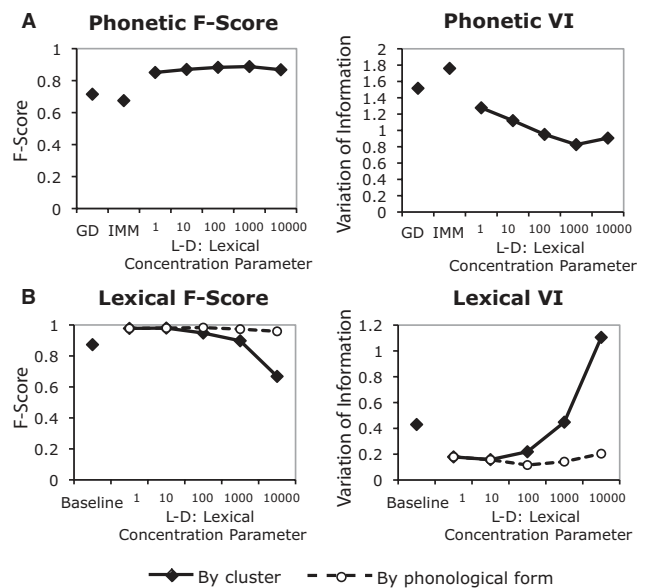 A
Phonetic F-Score
F-Score
1
0.8
0.6
0.4
0.2
0
GD IMM 1 10 100 1000 10000
L-D: Lexical
Concentration Parameter
Phonetic VI
Variation of Information
2
1.8
1.6
1.4
1.2
1
0.8
0.6
0.4
0.2
0
GD IMM 1 10 100 1000 10000
L-D: Lexical
Concentration Parameter
B
Lexical F-Score
F-Score
1
0.8
0.6
0.4
0.2
0
Baseline 1 10 100 1000 10000
L-D: Lexical
Concentration Parameter
Lexical VI
Variation of Information
1.2
1
0.8
0.6
0.4
0.2
0
Baseline 1 10 100 1000 10000
L-D: Lexical
Concentration Parameter
By cluster By phonological form